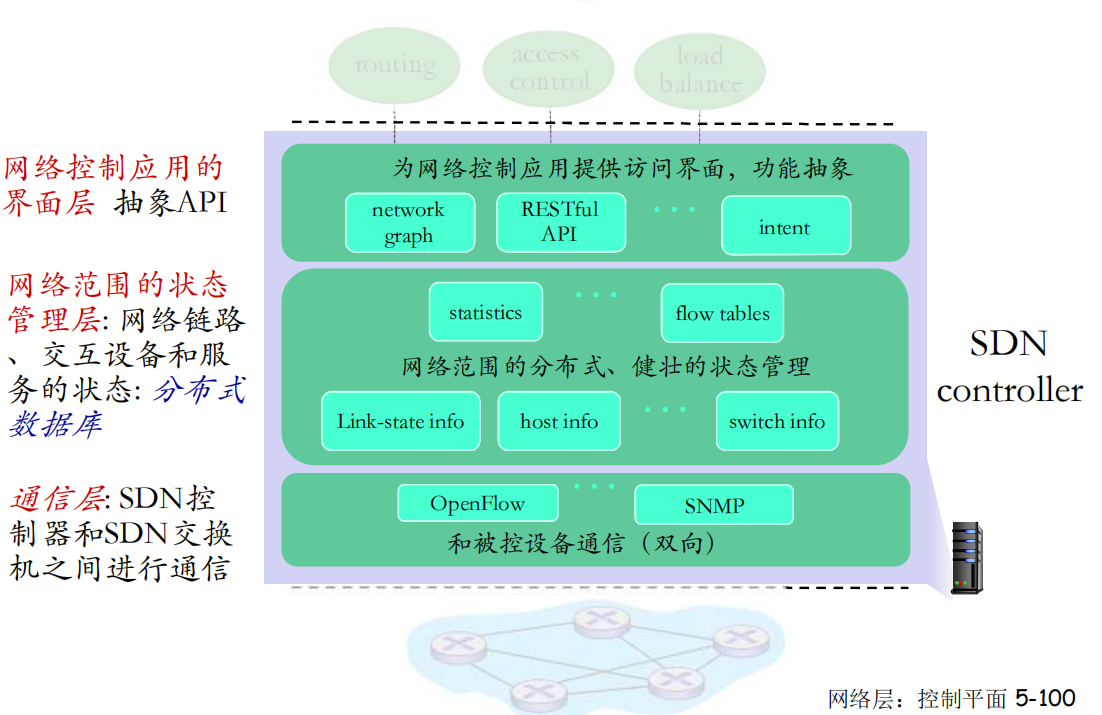 routing
access
control
load
balance
网络控制应用的
界面层 抽象API
为网络控制应用提供访问界面，功能抽象
network
graph
RESTful
API
intent
网络范围的状态
管理层: 网络链路
、交互设备和服
务的状态: 分布式
数据库
statistics
flow tables
网络范围的分布式、健壮的状态管理
Link-state info
host info
switch info
SDN
controller
通信层: SDN控
制器和SDN交换
机之间进行通信
OpenFlow
SNMP
和被控设备通信（双向）
网络层：控制平面 5-100